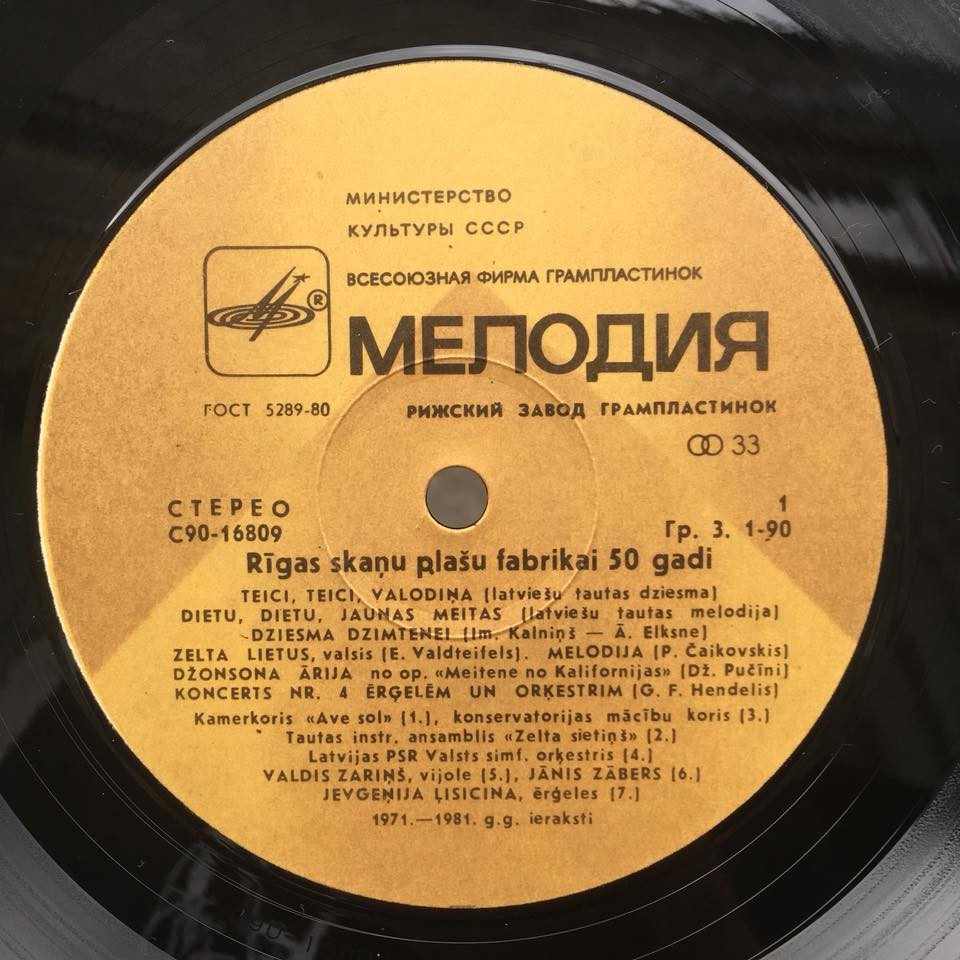 МИНИСТЕРСТВО
КУЛЬТУРЫ СССР
ВСЕСОЮЗНАЯ ФИРМА ГРАМПЛАСТИНОК
®
МЕЛОДИЯ
ГОСТ 5289-80 РИЖСКИЙ ЗАВОД ГРАМПЛАСТИНОК
33
СТЕРЕО 1
С90-16809 Гр. 3. 1-90
Rīgas skaņu plašu fabrikai 50 gadi
TEICI, TEICI, VALODIŅA (latviešu tautas dziesma)
DIETU, DIETU, JAUNAS MEITAS (latviešu tautas melodija)
DZIESMA DZIMTENEI (Im. Kalniņš — Ā. Elksne)
ZELTA LIETUS, valsis (E. Valdteifels). MELODIJA (P. Čaikovskis)
DŽONSONA ĀRIJA no op. «Meitene no Kalifornijas» (Dž. Pučīni)
KONCERTS NR. 4 ĒRĢELĒM UN ORĶESTRIM (G. F. Hendelis)
Kamerkoris «Ave sol» (1.), konservatorijas mācību koris (3.)
Tautas instr. ansamblis «Zelta sietiņš» (2.)
Latvijas PSR Valsts simf. orķestris (4.)
VALDIS ZARIŅŠ, vijole (5.), JĀNIS ZĀBERS (6.)
JEVGEŅIJA ĻISICINA, ērģeles (7.)
1971.—1981. g.g. ieraksti